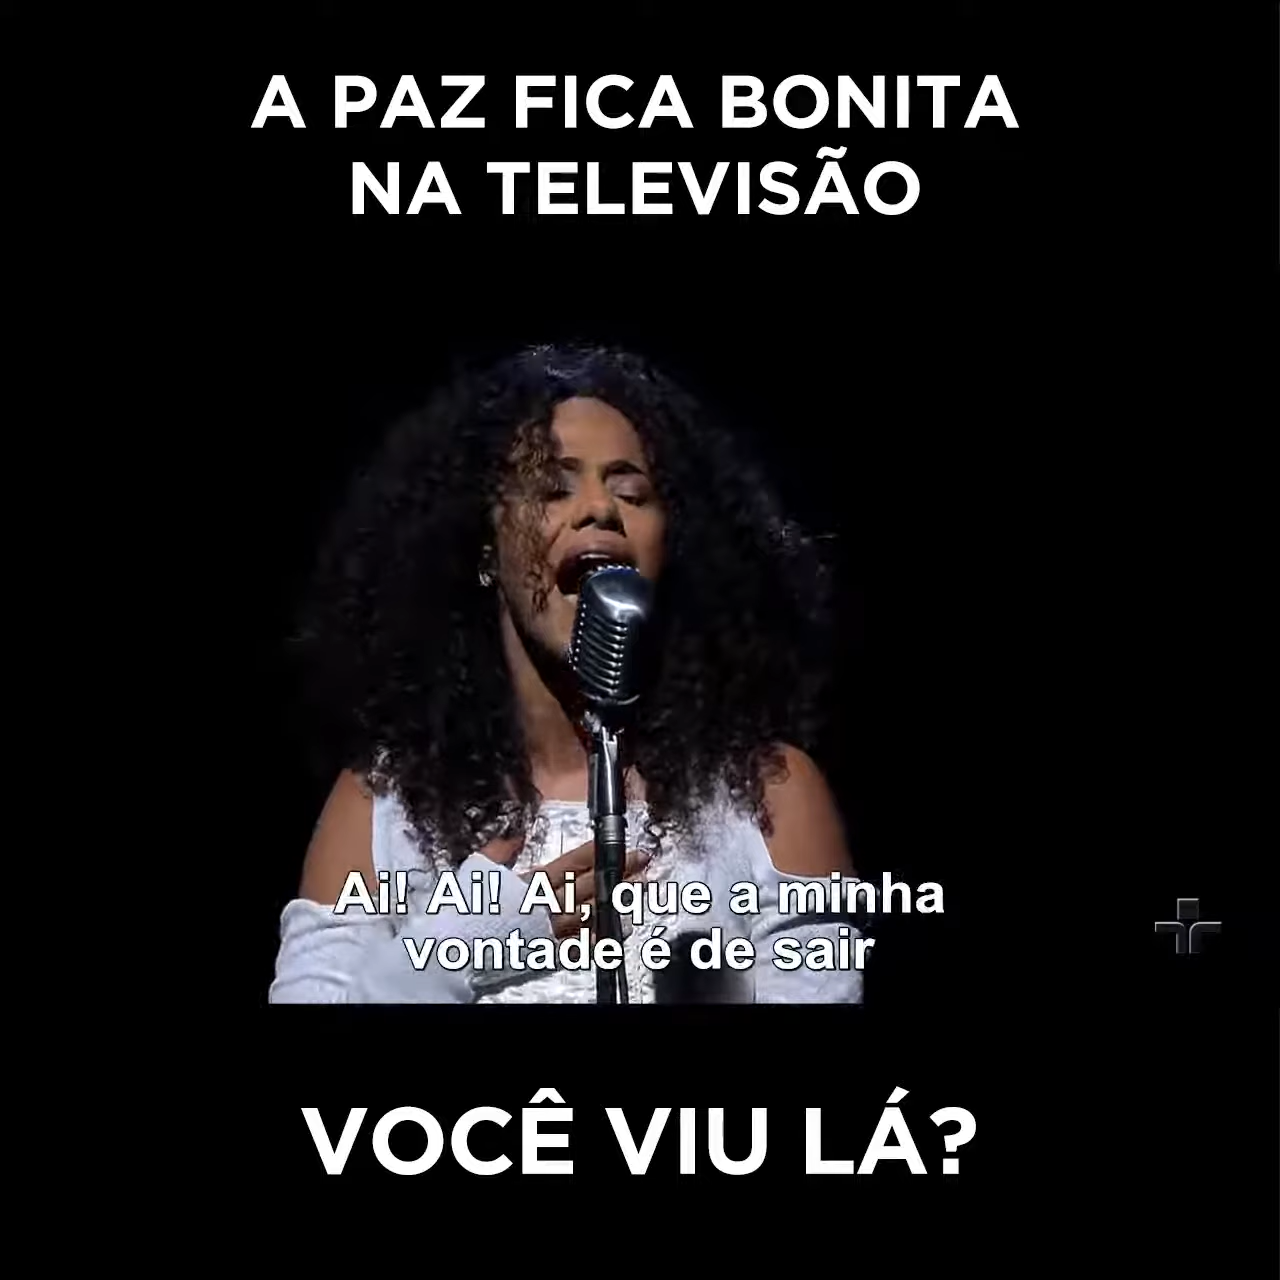 A PAZ FICA BONITA
NA TELEVISÃO
Ai! Ai! Ai, que a minha
vontade é de sair
VOCÊ VIU LÁ?